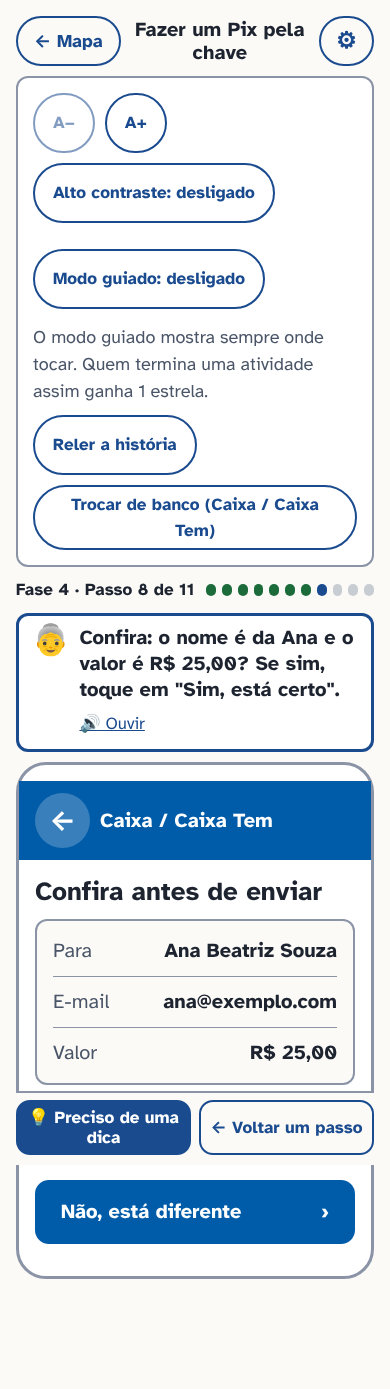 ← Mapa
Fazer um Pix pela
chave
⚙
A−
A+
Alto contraste: desligado
Modo guiado: desligado
O modo guiado mostra sempre onde
tocar. Quem termina uma atividade
assim ganha 1 estrela.
Reler a história
Trocar de banco (Caixa / Caixa
Tem)
Fase 4 · Passo 8 de 11
Confira: o nome é da Ana e o
valor é R$ 25,00? Se sim,
toque em "Sim, está certo".
🔊 Ouvir
← Caixa / Caixa Tem
Confira antes de enviar
Para Ana Beatriz Souza
E-mail ana@exemplo.com
Valor R$ 25,00
💡 Preciso de uma
dica
← Voltar um passo
Não, está diferente ›